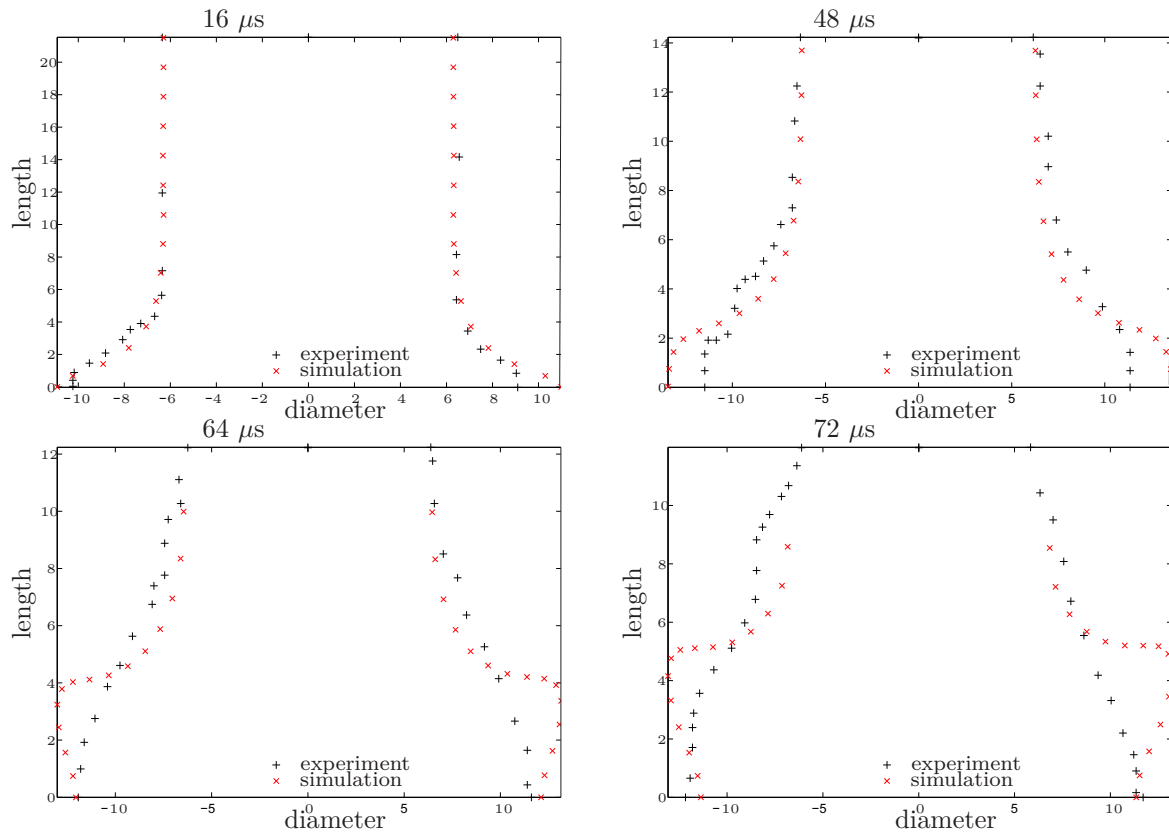 16 μs
20
18
16
14
12
10
8
6
4
2
0
−10 −8 −6 −4 −2 0 2 4 6 8 10
length
diameter
experiment
simulation
48 μs
14
12
10
8
6
4
2
0
−10 −5 0 5 10
length
diameter
experiment
simulation
64 μs
12
10
8
6
4
2
0
−10 −5 0 5 10
length
diameter
experiment
simulation
72 μs
10
8
6
4
2
0
−10 −5 0 5 10
length
diameter
experiment
simulation